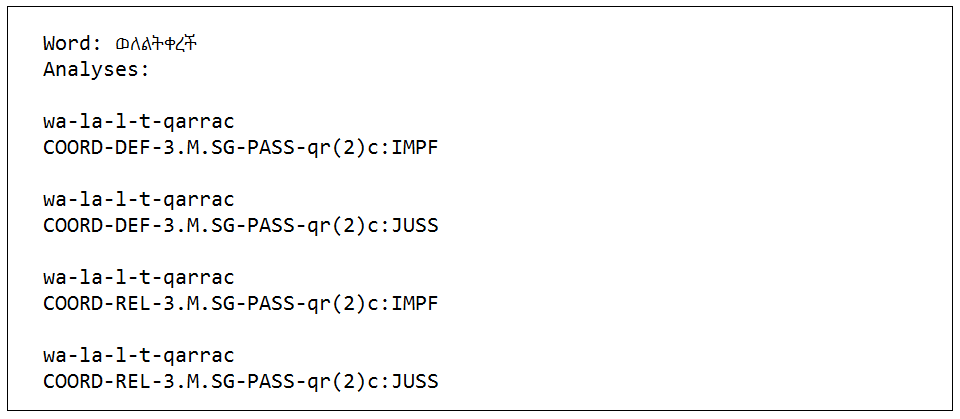 Word: ወለልትቀረች
Analyses:
wa-la-l-t-qarrac
COORD-DEF-3.M.SG-PASS-qr(2)c:IMPF
wa-la-l-t-qarrac
COORD-DEF-3.M.SG-PASS-qr(2)c:JUSS
wa-la-l-t-qarrac
COORD-REL-3.M.SG-PASS-qr(2)c:IMPF
wa-la-l-t-qarrac
COORD-REL-3.M.SG-PASS-qr(2)c:JUSS